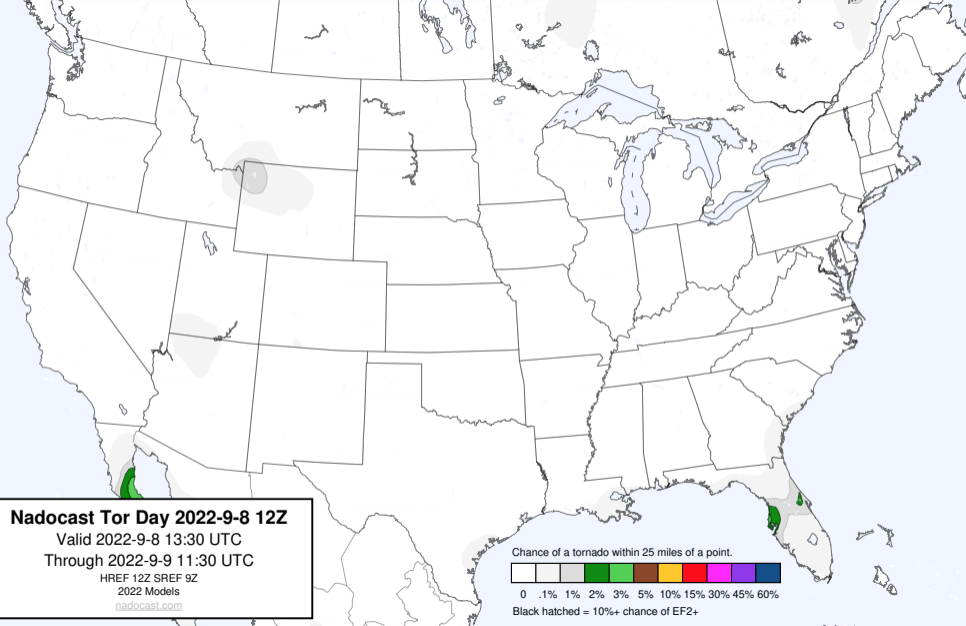 Nadocast Tor Day 2022-9-8 12Z
Valid 2022-9-8 13:30 UTC
Through 2022-9-9 11:30 UTC
HREF 12Z SREF 9Z
2022 Models
nadocast.com
Chance of a tornado within 25 miles of a point.
0 .1% 1% 2% 3% 5% 10% 15% 30% 45% 60%
Black hatched = 10%+ chance of EF2+